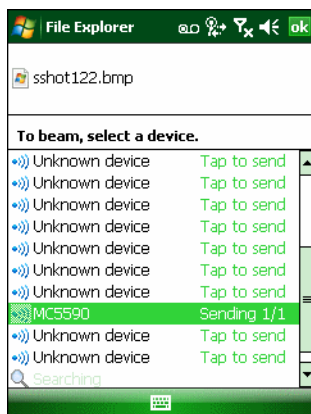 File Explorer ok
sshot122.bmp
To beam, select a device.
Unknown device Tap to send
Unknown device Tap to send
Unknown device Tap to send
Unknown device Tap to send
Unknown device Tap to send
Unknown device Tap to send
Unknown device Tap to send
MC5590 Sending 1/1
Unknown device Tap to send
Unknown device Tap to send
Searching